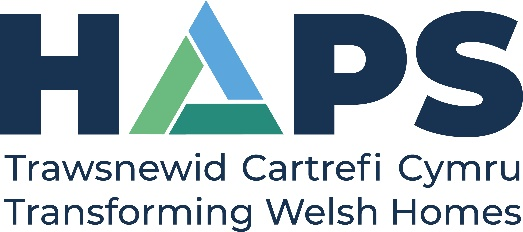 HAPS
Trawsnewid Cartrefi Cymru
Transforming Welsh Homes